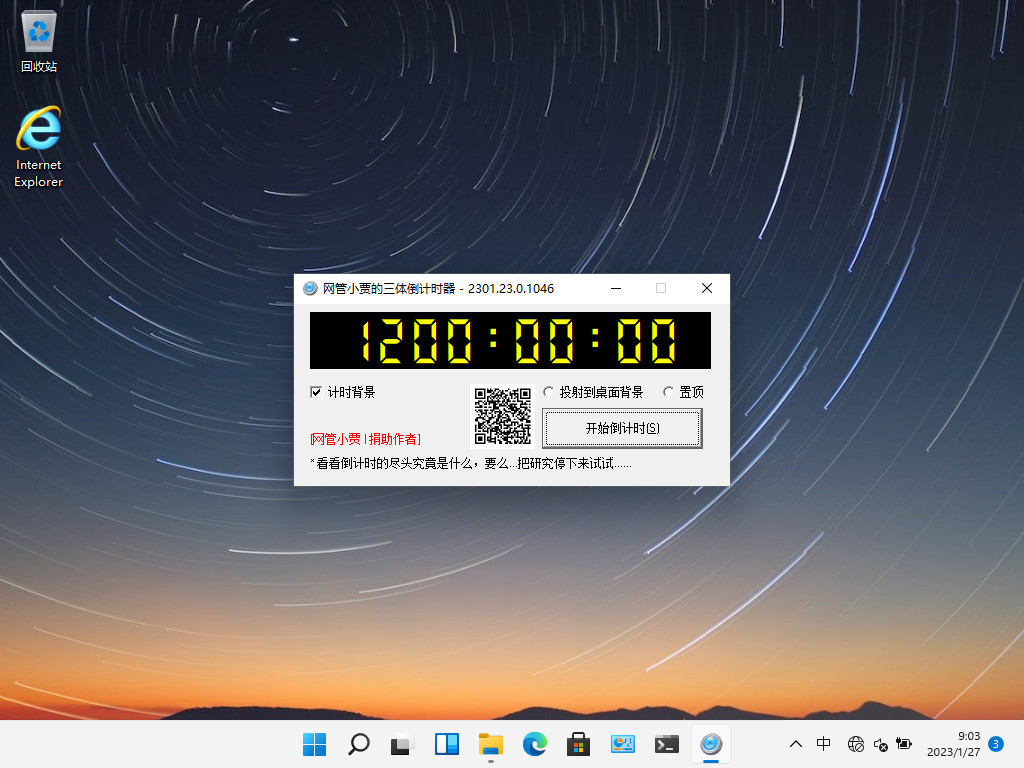 回收站
Internet
Explorer
网管小贾的三体倒计时器 - 2301.23.0.1046
1200:00:00
计时背景
投射到桌面背景
置顶
开始倒计时(S)
[网管小贾 | 捐助作者]
*看看倒计时的尽头究竟是什么，要么...把研究停下来试试......
中
9:03
2023/1/27
3